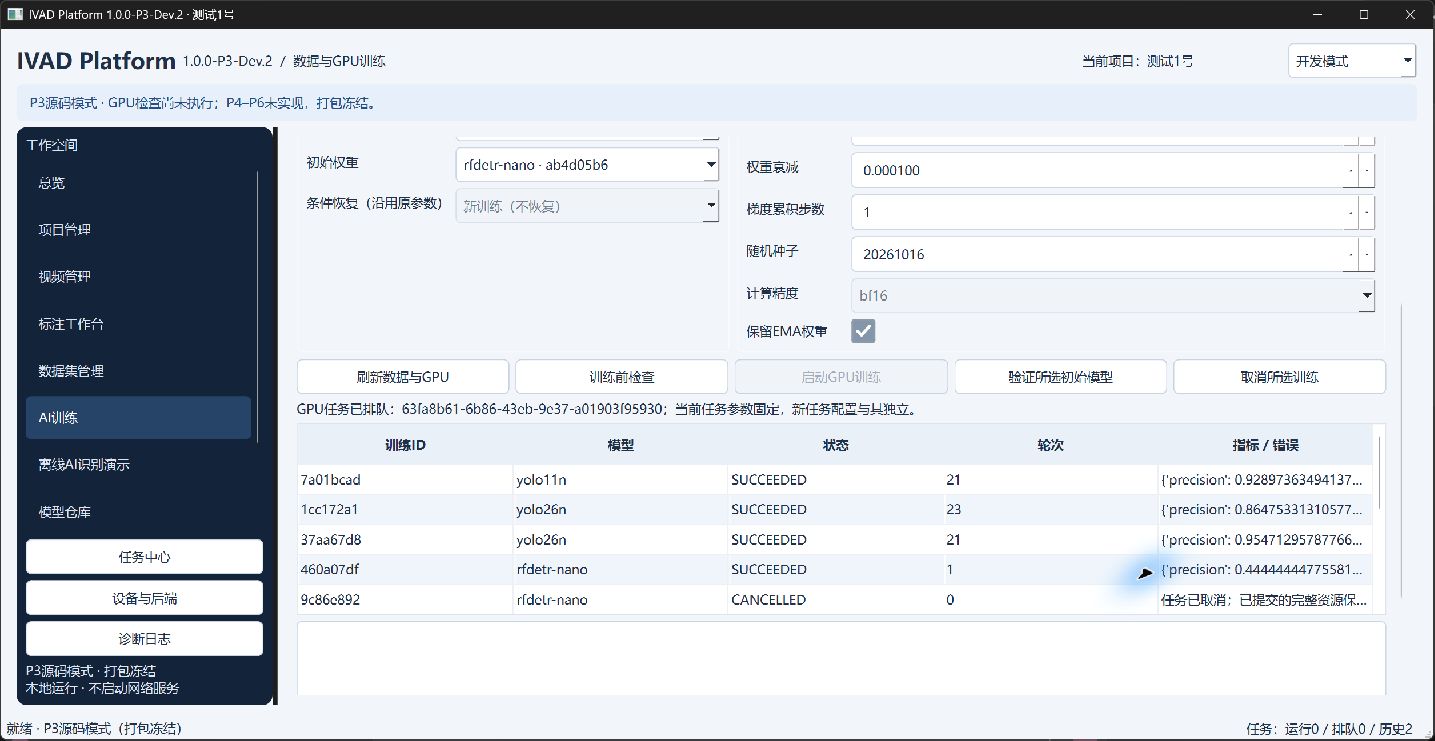 IVAD Platform 1.0.0-P3-Dev.2 · 测试1号
IVAD Platform 1.0.0-P3-Dev.2 / 数据与GPU训练
当前项目：测试1号
开发模式
P3源码模式 · GPU检查尚未执行；P4–P6未实现，打包冻结。
工作空间
总览
项目管理
视频管理
标注工作台
数据集管理
AI训练
离线AI识别演示
模型仓库
任务中心
设备与后端
诊断日志
P3源码模式 · 打包冻结
本地运行 · 不启动网络服务
初始权重 rfdetr-nano · ab4d05b6
条件恢复（沿用原参数） 新训练（不恢复）
权重衰减 0.000100
梯度累积步数 1
随机种子 20261016
计算精度 bf16
保留EMA权重
刷新数据与GPU 训练前检查 启动GPU训练 验证所选初始模型 取消所选训练
GPU任务已排队：63fa8b61-6b86-43eb-9e37-a01903f95930；当前任务参数固定，新任务配置与其独立。
训练ID 模型 状态 轮次 指标 / 错误
7a01bcad yolo11n SUCCEEDED 21 {'precision': 0.92897363494137...
1cc172a1 yolo26n SUCCEEDED 23 {'precision': 0.86475331310577...
37aa67d8 yolo26n SUCCEEDED 21 {'precision': 0.95471295787766...
460a07df rfdetr-nano SUCCEEDED 1 {'precision': 0.44444444775581...
9c86e892 rfdetr-nano CANCELLED 0 任务已取消；已提交的完整资源保...
就绪 · P3源码模式（打包冻结）
任务：运行0 / 排队0 / 历史2